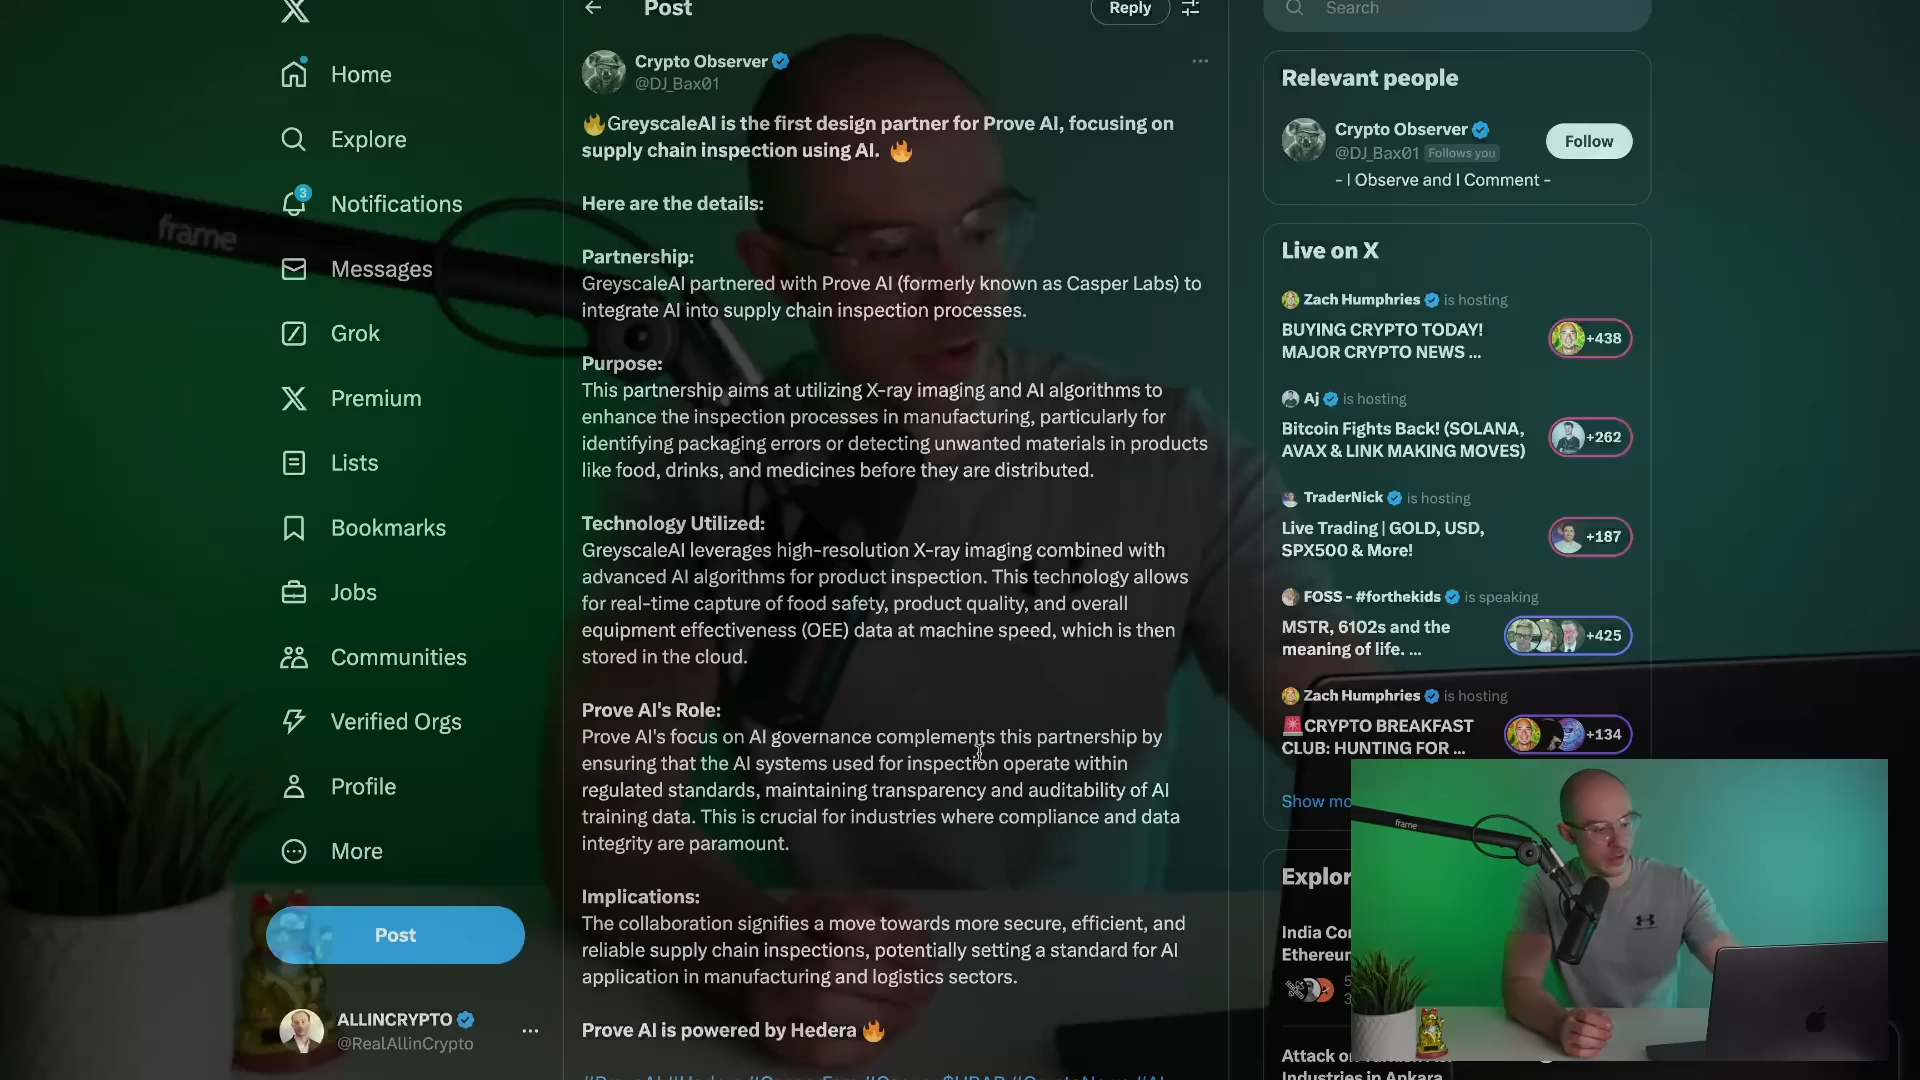 Home
Explore
3
Notifications
Messages
Grok
Premium
Lists
Bookmarks
Jobs
Communities
Verified Orgs
Profile
More
Post
ALLINCRYPTO
@RealAllinCrypto
Post
Reply
Crypto Observer
@DJ_Bax01
🔥GreyscaleAI is the first design partner for Prove AI, focusing on
supply chain inspection using AI. 🔥
Here are the details:
Partnership:
GreyscaleAI partnered with Prove AI (formerly known as Casper Labs) to
integrate AI into supply chain inspection processes.
Purpose:
This partnership aims at utilizing X-ray imaging and AI algorithms to
enhance the inspection processes in manufacturing, particularly for
identifying packaging errors or detecting unwanted materials in products
like food, drinks, and medicines before they are distributed.
Technology Utilized:
GreyscaleAI leverages high-resolution X-ray imaging combined with
advanced AI algorithms for product inspection. This technology allows
for real-time capture of food safety, product quality, and overall
equipment effectiveness (OEE) data at machine speed, which is then
stored in the cloud.
Prove AI's Role:
Prove AI's focus on AI governance complements this partnership by
ensuring that the AI systems used for inspection operate within
regulated standards, maintaining transparency and auditability of AI
training data. This is crucial for industries where compliance and data
integrity are paramount.
Implications:
The collaboration signifies a move towards more secure, efficient, and
reliable supply chain inspections, potentially setting a standard for AI
application in manufacturing and logistics sectors.
Prove AI is powered by Hedera 🔥
Search
Relevant people
Crypto Observer
@DJ_Bax01 Follows you
Follow
- I Observe and I Comment -
Live on X
Zach Humphries is hosting
BUYING CRYPTO TODAY!
MAJOR CRYPTO NEWS ...
+438
Aj is hosting
Bitcoin Fights Back! (SOLANA,
AVAX & LINK MAKING MOVES)
+262
TraderNick is hosting
Live Trading | GOLD, USD,
SPX500 & More!
+187
FOSS - #forthekids is speaking
MSTR, 6102s and the
meaning of life. ...
+425
Zach Humphries is hosting
🚨CRYPTO BREAKFAST
CLUB: HUNTING FOR ...
+134
Show mo
Explor
India Co
Ethereu
Attack o
Industries in Ankara
frame
frame